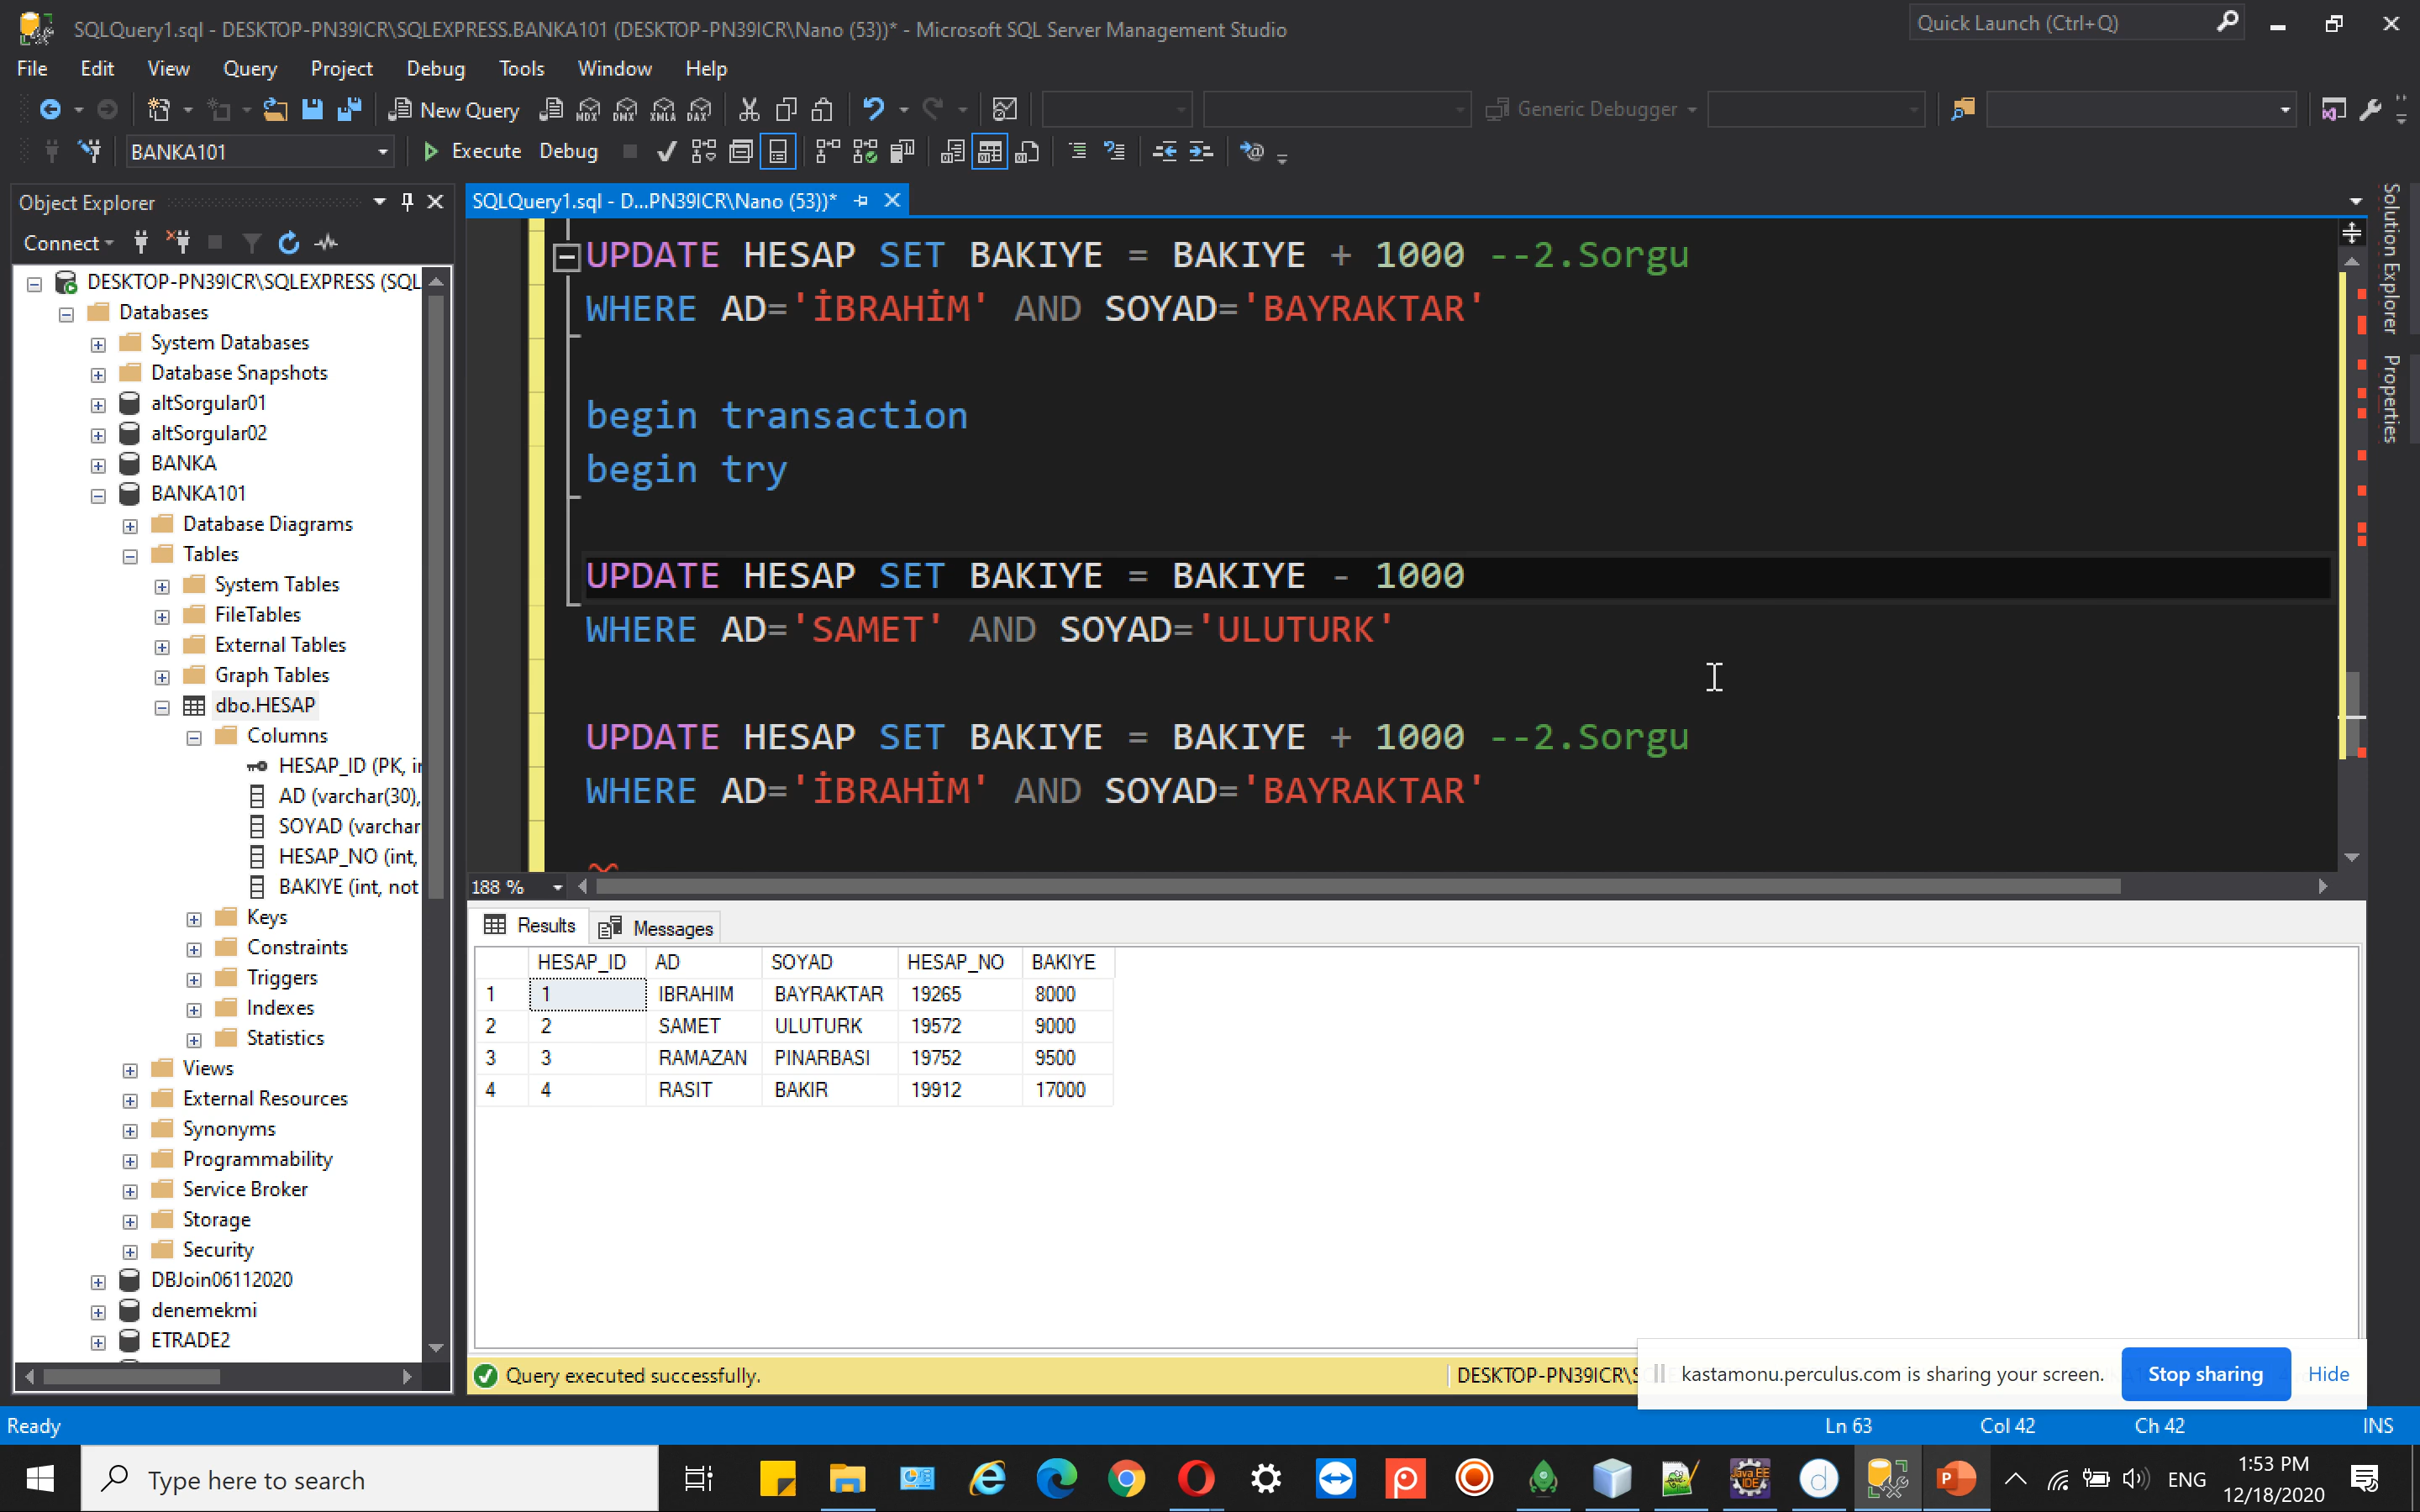 SQLQuery1.sql - DESKTOP-PN39ICR\SQLEXPRESS.BANKA101 (DESKTOP-PN39ICR\Nano (53))* - Microsoft SQL Server Management Studio
Quick Launch (Ctrl+Q)
File Edit View Query Project Debug Tools Window Help
New Query MDX DMX XMLA DAX Generic Debugger
BANKA101 Execute Debug
Object Explorer
Connect
DESKTOP-PN39ICR\SQLEXPRESS (SQL
Databases
System Databases
Database Snapshots
altSorgular01
altSorgular02
BANKA
BANKA101
Database Diagrams
Tables
System Tables
FileTables
External Tables
Graph Tables
dbo.HESAP
Columns
HESAP_ID (PK, in
AD (varchar(30),
SOYAD (varchar
HESAP_NO (int,
BAKIYE (int, not
Keys
Constraints
Triggers
Indexes
Statistics
Views
External Resources
Synonyms
Programmability
Service Broker
Storage
Security
DBJoin06112020
denemekmi
ETRADE2
SQLQuery1.sql - D...PN39ICR\Nano (53))*
UPDATE HESAP SET BAKIYE = BAKIYE + 1000 --2.Sorgu
WHERE AD='İBRAHİM' AND SOYAD='BAYRAKTAR'
begin transaction
begin try
UPDATE HESAP SET BAKIYE = BAKIYE - 1000
WHERE AD='SAMET' AND SOYAD='ULUTURK'
UPDATE HESAP SET BAKIYE = BAKIYE + 1000 --2.Sorgu
WHERE AD='İBRAHİM' AND SOYAD='BAYRAKTAR'
188 %
Solution Explorer
Properties
Results Messages
HESAP_ID AD SOYAD HESAP_NO BAKIYE
1 1 IBRAHIM BAYRAKTAR 19265 8000
2 2 SAMET ULUTURK 19572 9000
3 3 RAMAZAN PINARBASI 19752 9500
4 4 RASIT BAKIR 19912 17000
Query executed successfully.
DESKTOP-PN39ICR\S
kastamonu.perculus.com is sharing your screen. Stop sharing Hide
Ready Ln 63 Col 42 Ch 42 INS
Type here to search
ENG
1:53 PM
12/18/2020